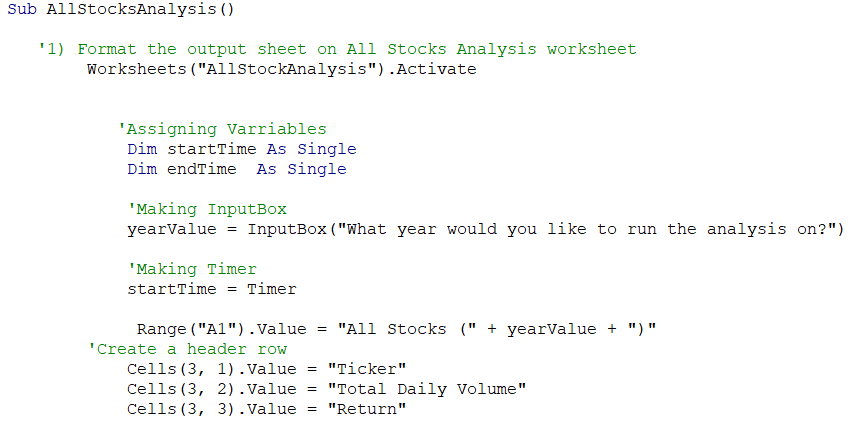 Sub AllStocksAnalysis()
'1) Format the output sheet on All Stocks Analysis worksheet
Worksheets("AllStockAnalysis").Activate
'Assigning Varriables
Dim startTime As Single
Dim endTime  As Single
'Making InputBox
yearValue = InputBox("What year would you like to run the analysis on?")
'Making Timer
startTime = Timer
Range("A1").Value = "All Stocks (" + yearValue + ")"
'Create a header row
Cells(3, 1).Value = "Ticker"
Cells(3, 2).Value = "Total Daily Volume"
Cells(3, 3).Value = "Return"